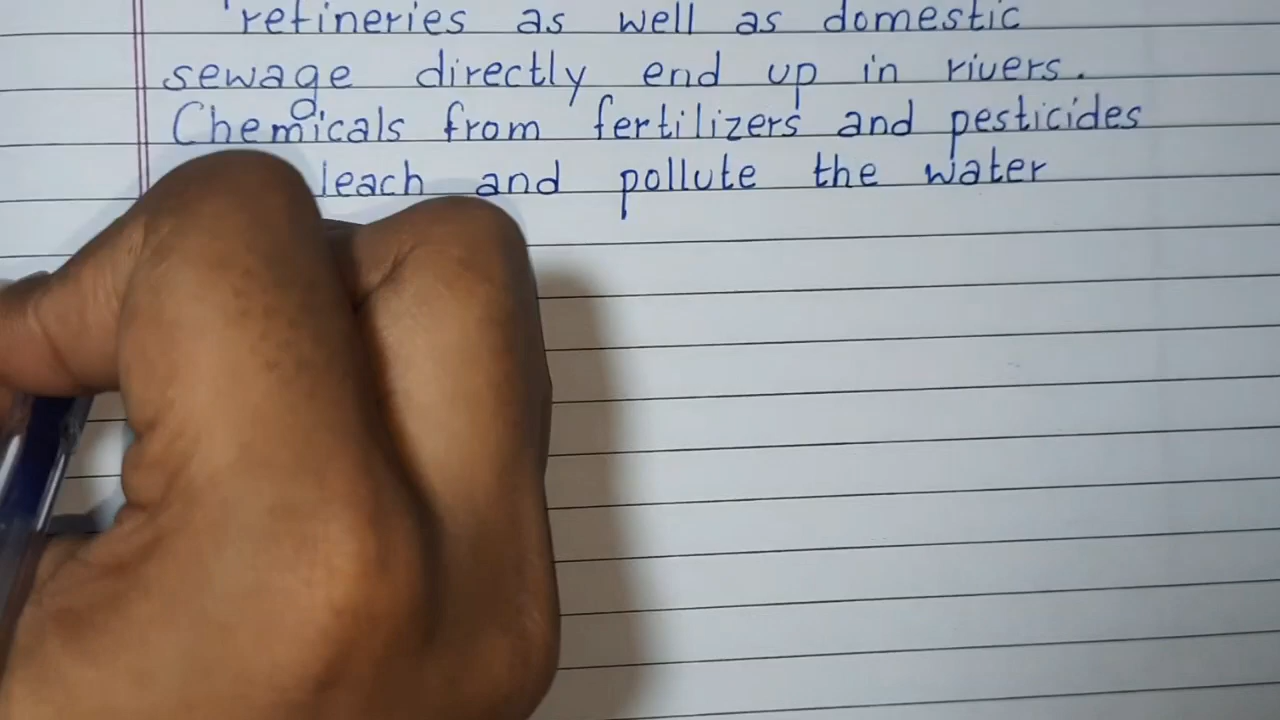 refineries as well as domestic
sewage directly end up in rivers.
Chemicals from fertilizers and pesticides
leach and pollute the water